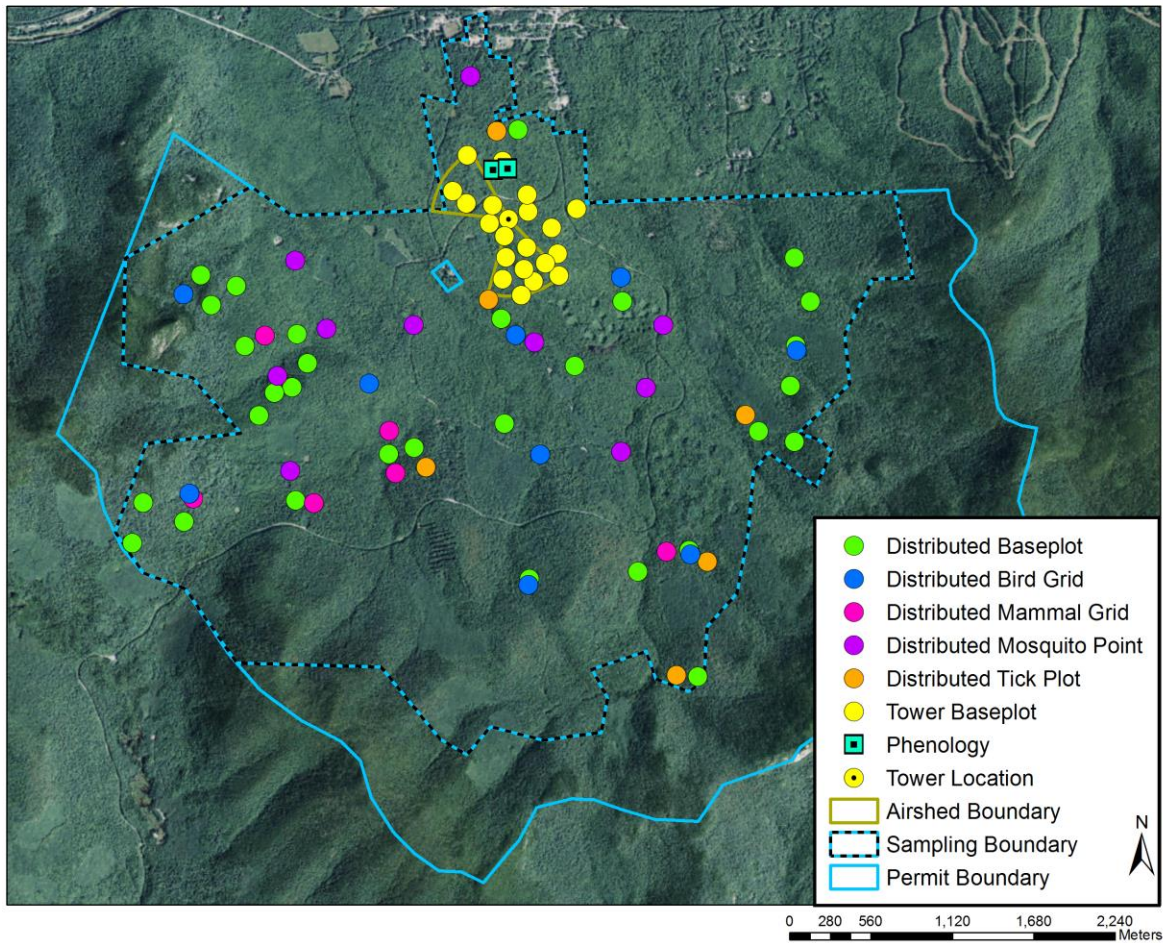 Distributed Baseplot
Distributed Bird Grid
Distributed Mammal Grid
Distributed Mosquito Point
Distributed Tick Plot
Tower Baseplot
Phenology
Tower Location
Airshed Boundary
Sampling Boundary
Permit Boundary
N
0 280 560 1,120 1,680 2,240
Meters